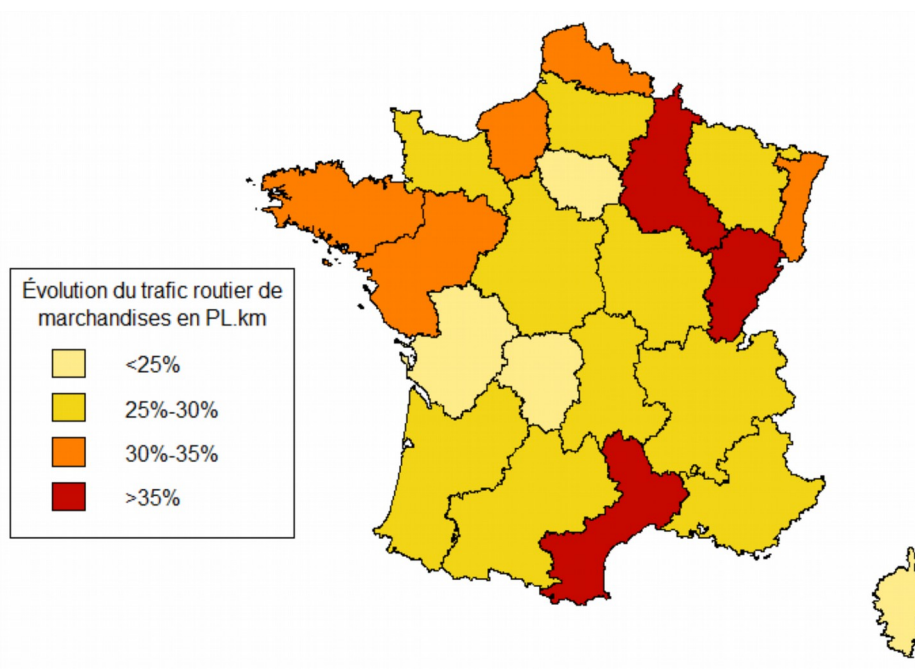 Évolution du trafic routier de
marchandises en PL.km
<25%
25%-30%
30%-35%
>35%